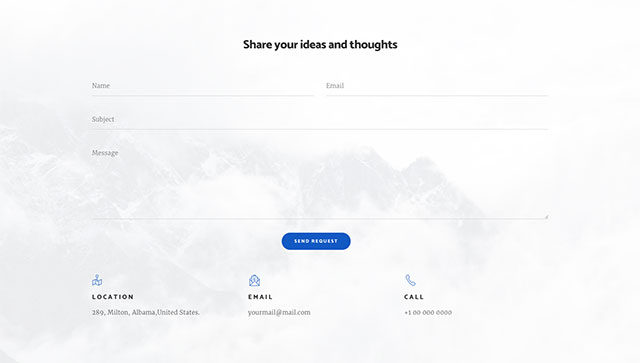 Share your ideas and thoughts
Name Email
Subject
Message
SEND REQUEST
LOCATION EMAIL CALL
189, Milton, Albama,United States. yourmail@mail.com +1 00 000 0000